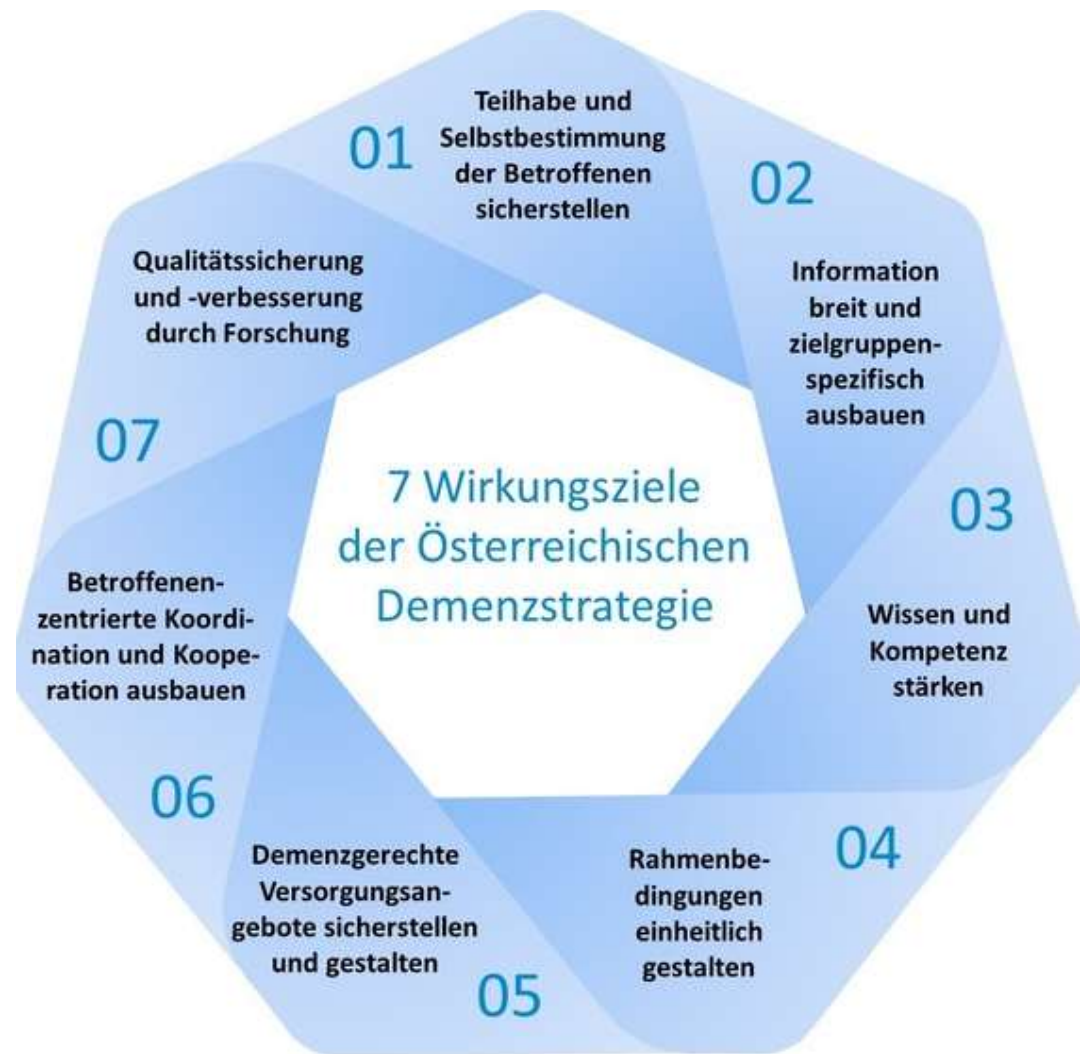 7 Wirkungsziele
der Österreichischen
Demenzstrategie
01
Teilhabe und
Selbstbestimmung
der Betroffenen
sicherstellen
02
Information
breit und
zielgruppen-
spezifisch
ausbauen
03
Wissen und
Kompetenz
stärken
04
Rahmenbe-
dingungen
einheitlich
gestalten
05
Demenzgerechte
Versorgungsan-
gebote sicherstellen
und gestalten
06
Betroffenen-
zentrierte Koordi-
nation und Koope-
ration ausbauen
07
Qualitätssicherung
und -verbesserung
durch Forschung